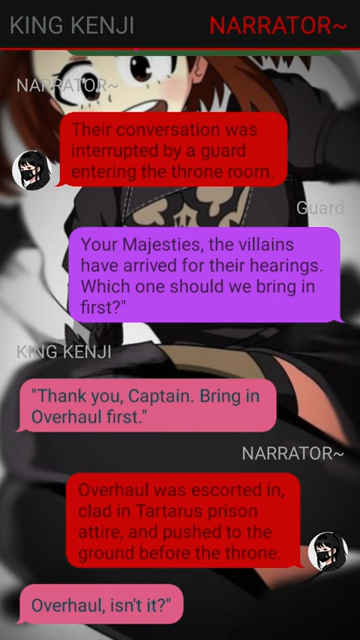 KING KENJI NARRATOR~
NARRATOR~
Their conversation was
interrupted by a guard
entering the throne room.
Guard
Your Majesties, the villains
have arrived for their hearings.
Which one should we bring in
first?"
KING KENJI
"Thank you, Captain. Bring in
Overhaul first."
NARRATOR~
Overhaul was escorted in,
clad in Tartarus prison
attire, and pushed to the
ground before the throne.
Overhaul, isn't it?"